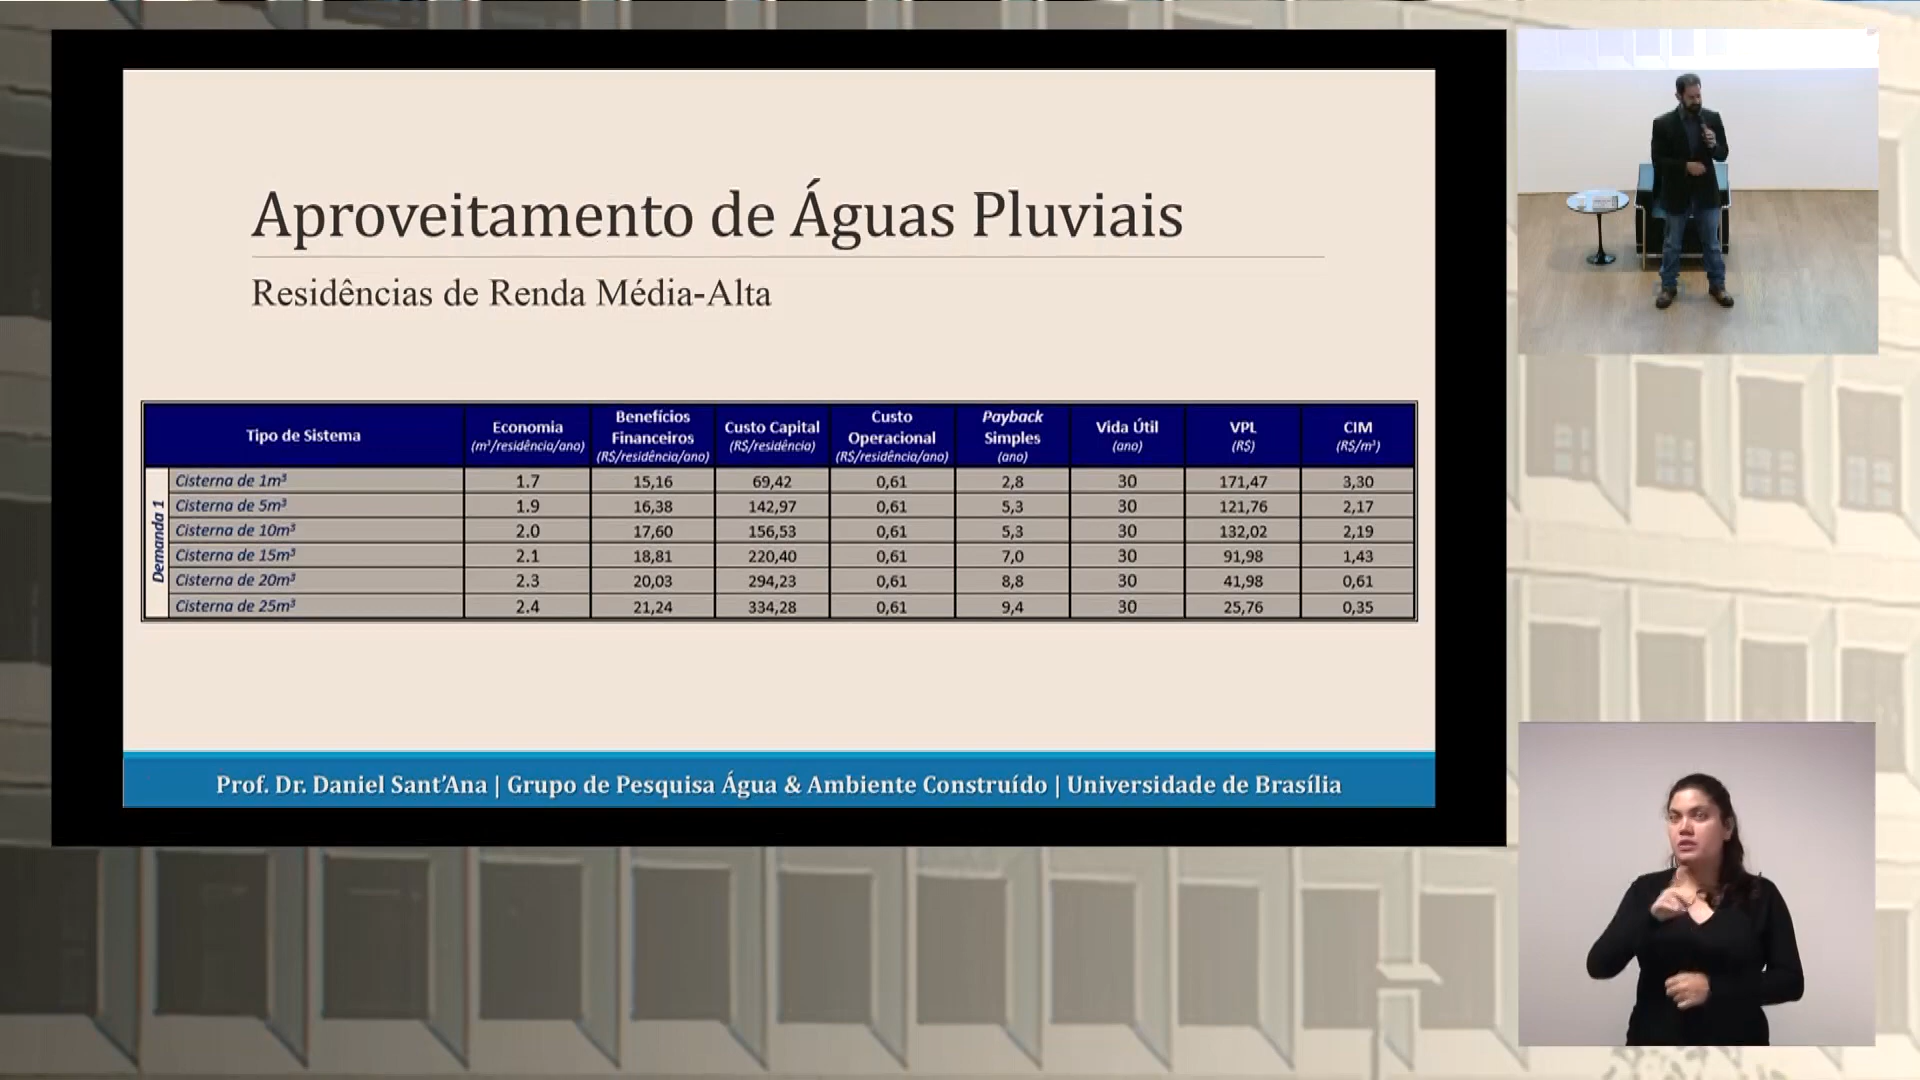 Aproveitamento de Águas Pluviais
Residências de Renda Média-Alta
Tipo de Sistema Economia (m³/residência/ano) Benefícios Financeiros (R$/residência/ano) Custo Capital (R$/residência) Custo Operacional (R$/residência/ano) Payback Simples (ano) Vida Útil (ano) VPL (R$) CIM (R$/m³)
Demanda 1
Cisterna de 1m³ 1.7 15,16 69,42 0,61 2,8 30 171,47 3,30
Cisterna de 5m³ 1.9 16,38 142,97 0,61 5,3 30 121,76 2,17
Cisterna de 10m³ 2.0 17,60 156,53 0,61 5,3 30 132,02 2,19
Cisterna de 15m³ 2.1 18,81 220,40 0,61 7,0 30 91,98 1,43
Cisterna de 20m³ 2.3 20,03 294,23 0,61 8,8 30 41,98 0,61
Cisterna de 25m³ 2.4 21,24 334,28 0,61 9,4 30 25,76 0,35
Prof. Dr. Daniel Sant'Ana | Grupo de Pesquisa Água & Ambiente Construído | Universidade de Brasília